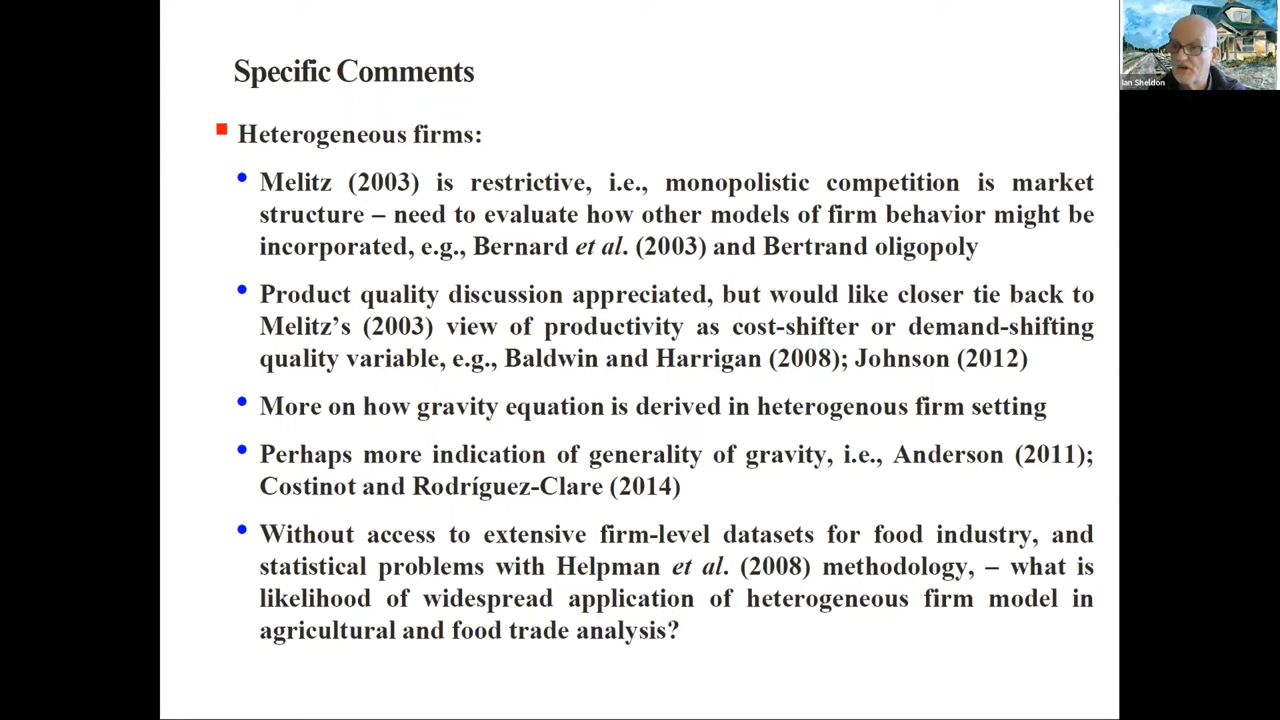 Specific Comments
Heterogeneous firms:
Melitz (2003) is restrictive, i.e., monopolistic competition is market
structure – need to evaluate how other models of firm behavior might be
incorporated, e.g., Bernard et al. (2003) and Bertrand oligopoly
Product quality discussion appreciated, but would like closer tie back to
Melitz’s (2003) view of productivity as cost-shifter or demand-shifting
quality variable, e.g., Baldwin and Harrigan (2008); Johnson (2012)
More on how gravity equation is derived in heterogenous firm setting
Perhaps more indication of generality of gravity, i.e., Anderson (2011);
Costinot and Rodríguez-Clare (2014)
Without access to extensive firm-level datasets for food industry, and
statistical problems with Helpman et al. (2008) methodology, – what is
likelihood of widespread application of heterogeneous firm model in
agricultural and food trade analysis?
Ian Sheldon